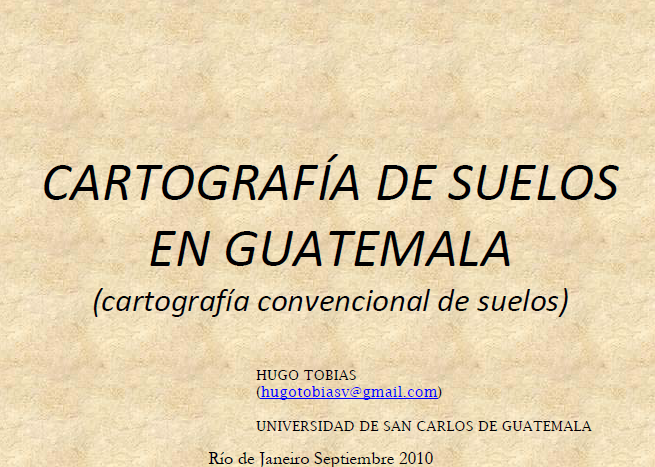 CARTOGRAFÍA DE SUELOS
EN GUATEMALA
(cartografía convencional de suelos)
HUGO TOBIAS
(hugotobiasv@gmail.com)
UNIVERSIDAD DE SAN CARLOS DE GUATEMALA
Río de Janeiro Septiembre 2010